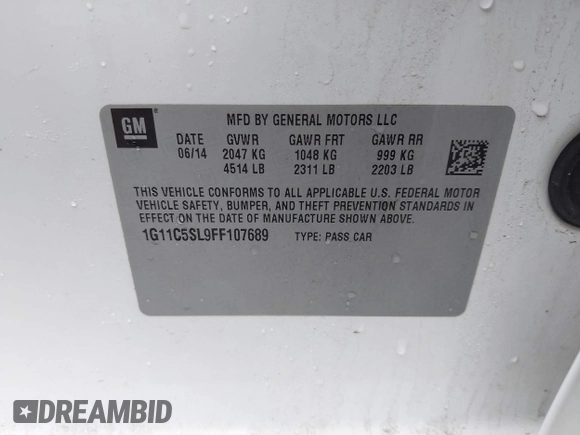 GM
®
MFD BY GENERAL MOTORS LLC
DATE GVWR GAWR FRT GAWR RR
06/14 2047 KG 1048 KG 999 KG
4514 LB 2311 LB 2203 LB
THIS VEHICLE CONFORMS TO ALL APPLICABLE U.S. FEDERAL MOTOR
VEHICLE SAFETY, BUMPER, AND THEFT PREVENTION STANDARDS IN
EFFECT ON THE DATE OF MANUFACTURE SHOWN ABOVE.
1G11C5SL9FF107689 TYPE: PASS CAR
DREAMBID